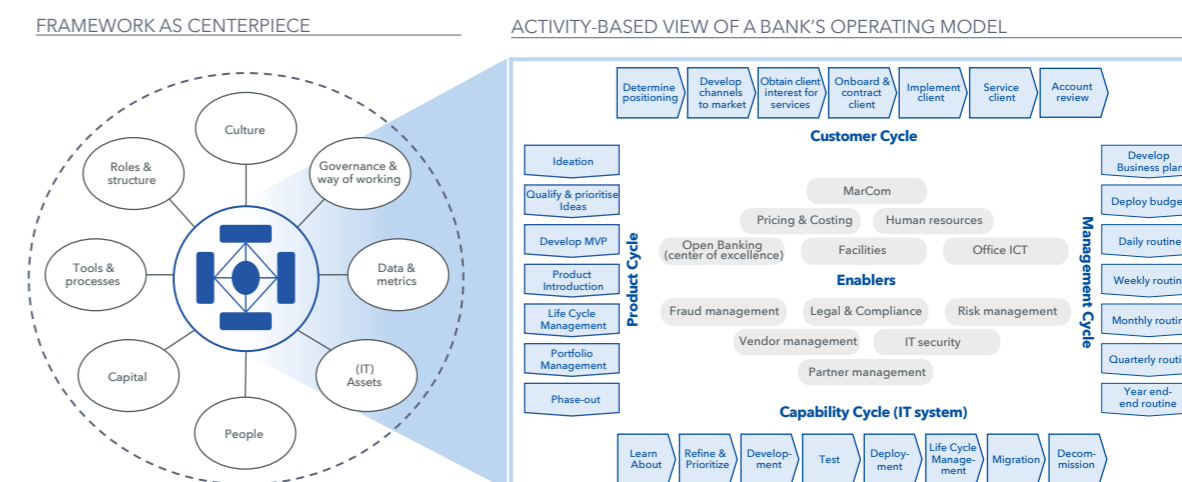 FRAMEWORK AS CENTERPIECE
Culture
Roles &
structure
Governance &
way of working
Tools &
processes
Data &
metrics
Capital
(IT)
Assets
People
ACTIVITY-BASED VIEW OF A BANK'S OPERATING MODEL
Determine
positioning
Develop
channels
to market
Obtain client
interest for
services
Onboard &
contract
client
Implement
client
Service
client
Account
review
Customer Cycle
Ideation
Qualify & prioritise
Ideas
Develop MVP
Product
Introduction
Life Cycle
Management
Portfolio
Management
Phase-out
Product Cycle
MarCom
Pricing & Costing
Human resources
Open Banking
(center of excellence)
Facilities
Office ICT
Enablers
Fraud management
Legal & Compliance
Risk management
Vendor management
IT security
Partner management
Management Cycle
Develop
Business plan
Deploy budge
Daily routine
Weekly routin
Monthly routin
Quarterly routi
Year end-
end routine
Capability Cycle (IT system)
Learn
About
Refine &
Prioritize
Develop-
ment
Test
Deploy-
ment
Life Cycle
Manage-
ment
Migration
Decom-
mission